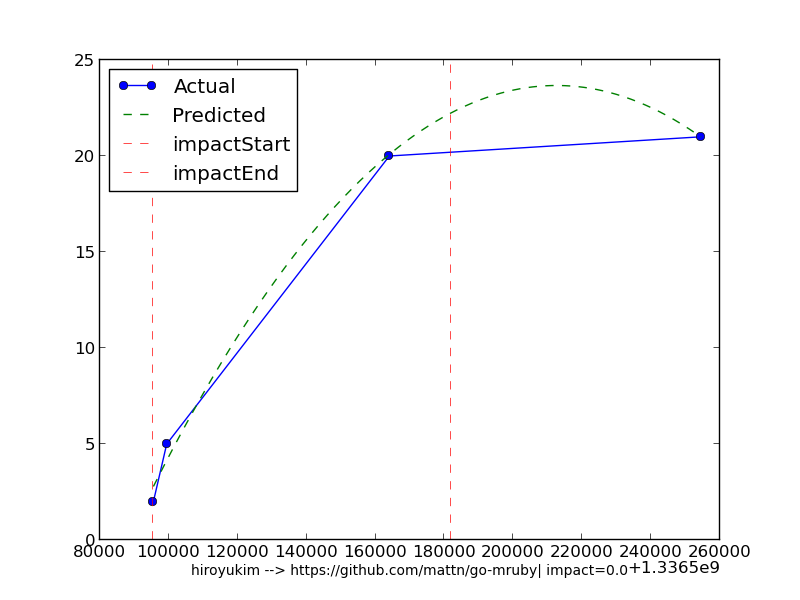 25
20
15
10
5
0
Actual
Predicted
impactStart
impactEnd
80000 100000 120000 140000 160000 180000 200000 220000 240000 260000
hiroyukim --> https://github.com/mattn/go-mruby| impact=0.0
+1.3365e9